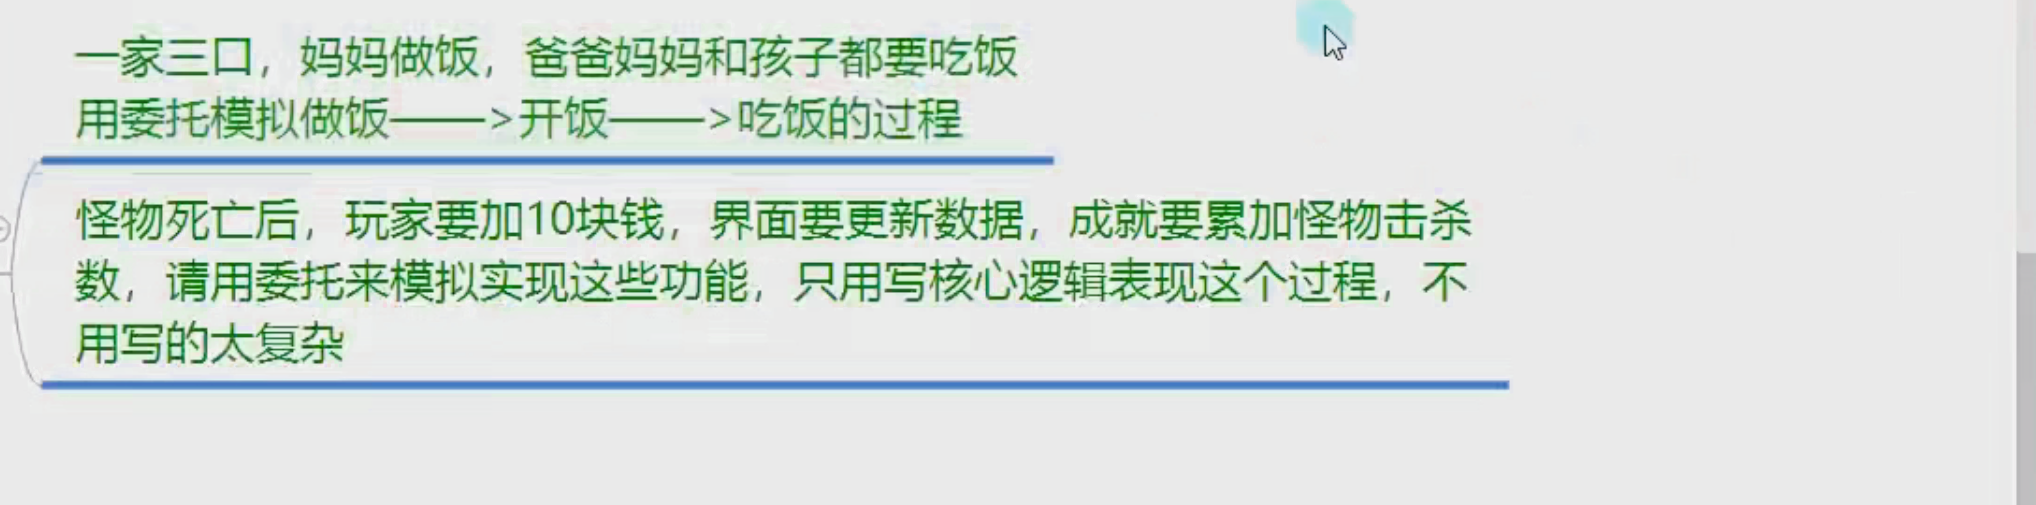 一家三口，妈妈做饭，爸爸妈妈和孩子都要吃饭
用委托模拟做饭——>开饭——>吃饭的过程
怪物死亡后，玩家要加10块钱，界面要更新数据，成就要累加怪物击杀
数，请用委托来模拟实现这些功能，只用写核心逻辑表现这个过程，不
用写的太复杂